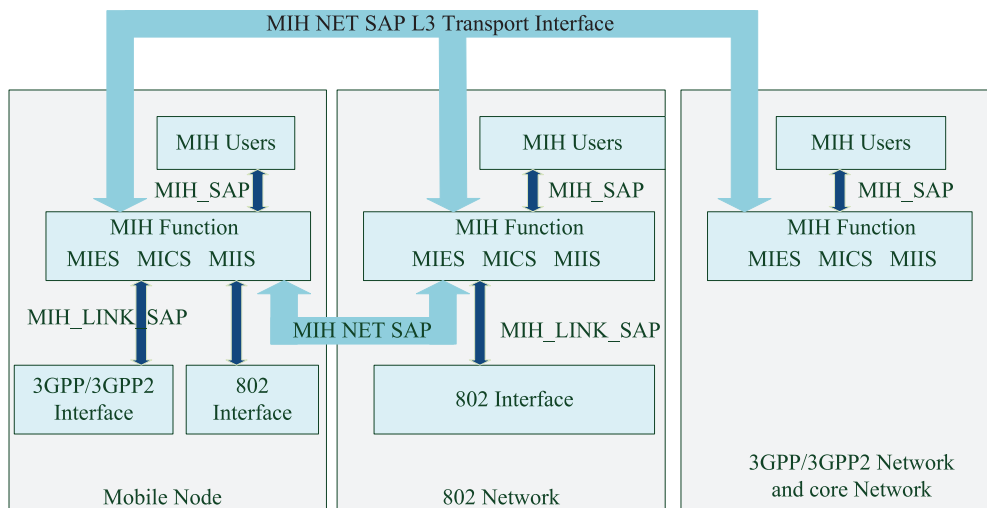 MIH NET SAP L3 Transport Interface
MIH Users
MIH_SAP
MIH Function
MIES MICS MIIS
MIH_LINK_SAP
3GPP/3GPP2
Interface
802
Interface
Mobile Node
MIH NET SAP
MIH Users
MIH_SAP
MIH Function
MIES MICS MIIS
MIH_LINK_SAP
802 Interface
802 Network
MIH Users
MIH_SAP
MIH Function
MIES MICS MIIS
3GPP/3GPP2 Network
and core Network